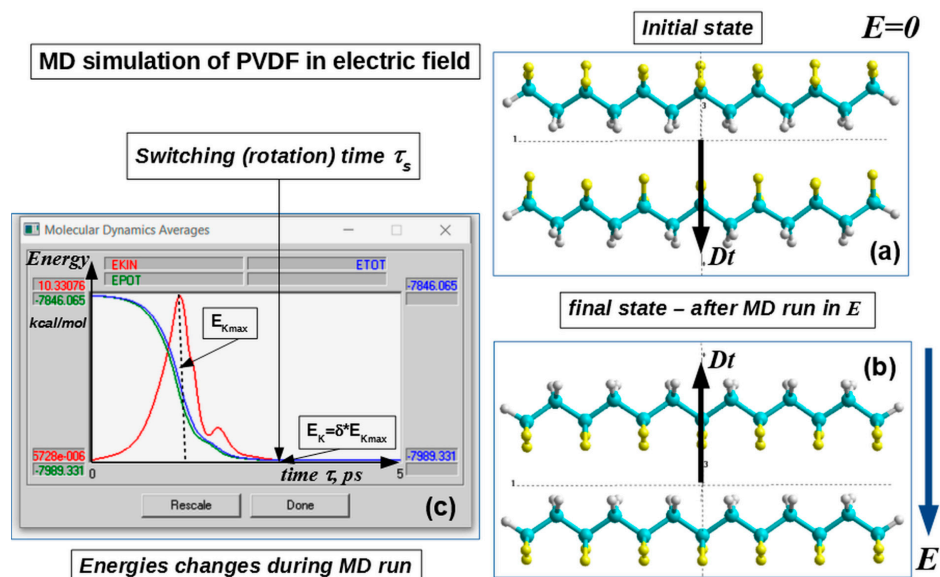 MD simulation of PVDF in electric field
Initial state
E=0
1
3
Dt
(a)
Switching (rotation) time τs
Molecular Dynamics Averages
Energy
EKIN
ETOT
EPOT
10.33076
-7846.065
-7846.065
kcal/mol
EKmax
EK=δ*EKmax
5728e-006
-7989.331
-7989.331
0
time τ, ps
5
Rescale
Done
(c)
Energies changes during MD run
final state – after MD run in E
Dt
(b)
1
3
E